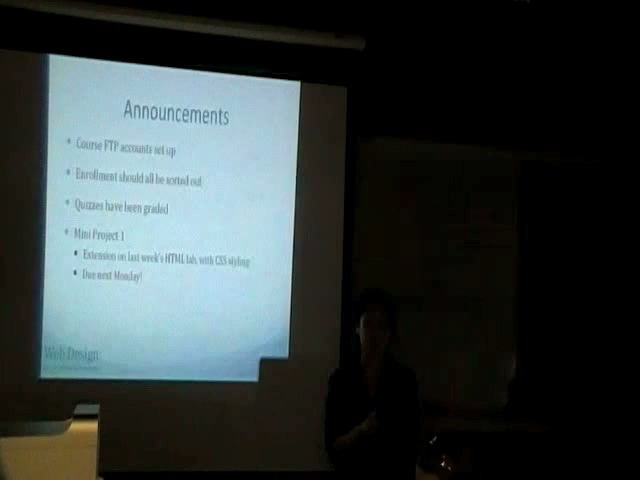 Announcements
Course FTP accounts set up
Enrollment should all be sorted out
Quizzes have been graded
Mini Project 1
Extension on last week's HTML lab, with CSS styling
Due next Monday!
Web Design: